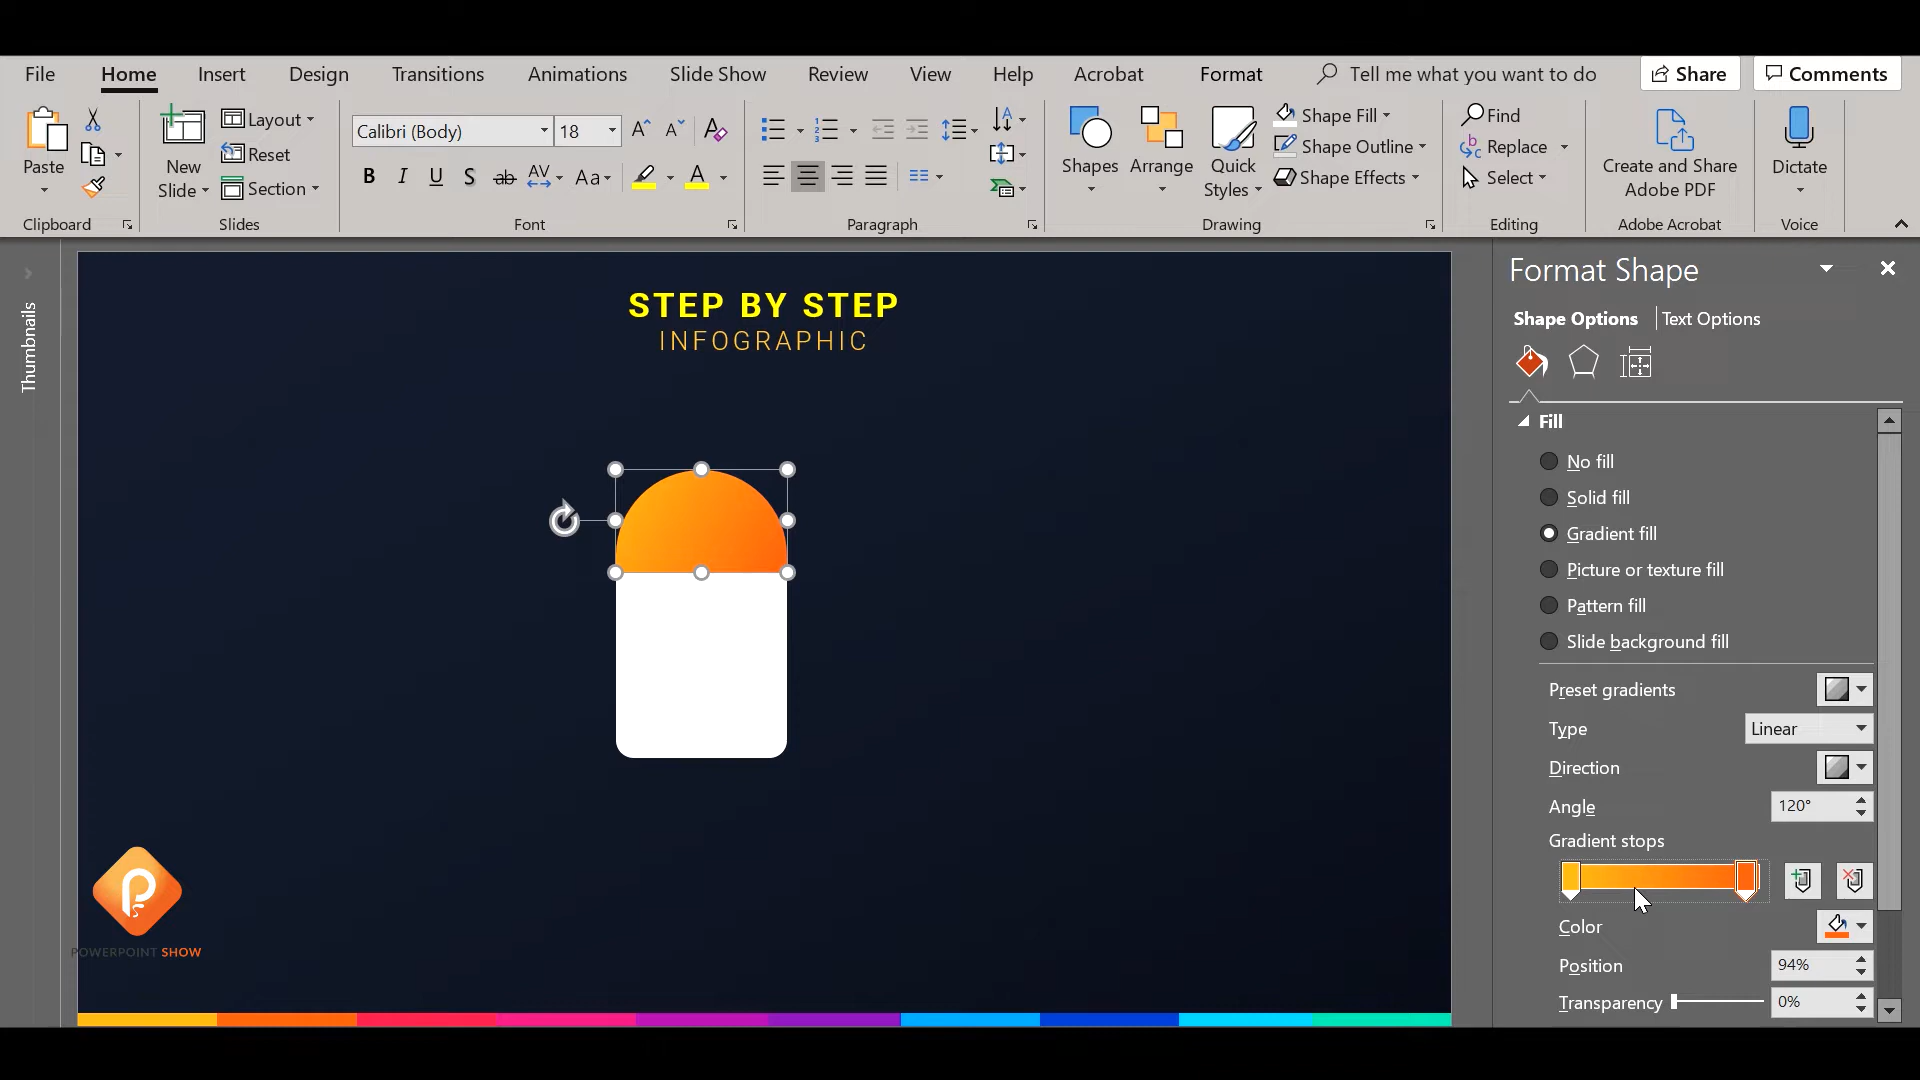 File Home Insert Design Transitions Animations Slide Show Review View Help Acrobat Format Tell me what you want to do Share Comments
Paste
Clipboard
New
Slide
Layout
Reset
Section
Slides
Calibri (Body) 18
B I U S ab AV Aa A
Font
Paragraph
Shapes
Arrange
Quick
Styles
Shape Fill
Shape Outline
Shape Effects
Drawing
Find
Replace
Select
Editing
Create and Share
Adobe PDF
Adobe Acrobat
Dictate
Voice
Thumbnails
STEP BY STEP
INFOGRAPHIC
POWERPOINT SHOW
Format Shape
Shape Options Text Options
Fill
No fill
Solid fill
Gradient fill
Picture or texture fill
Pattern fill
Slide background fill
Preset gradients
Type Linear
Direction
Angle 120°
Gradient stops
Color
Position 94%
Transparency 0%